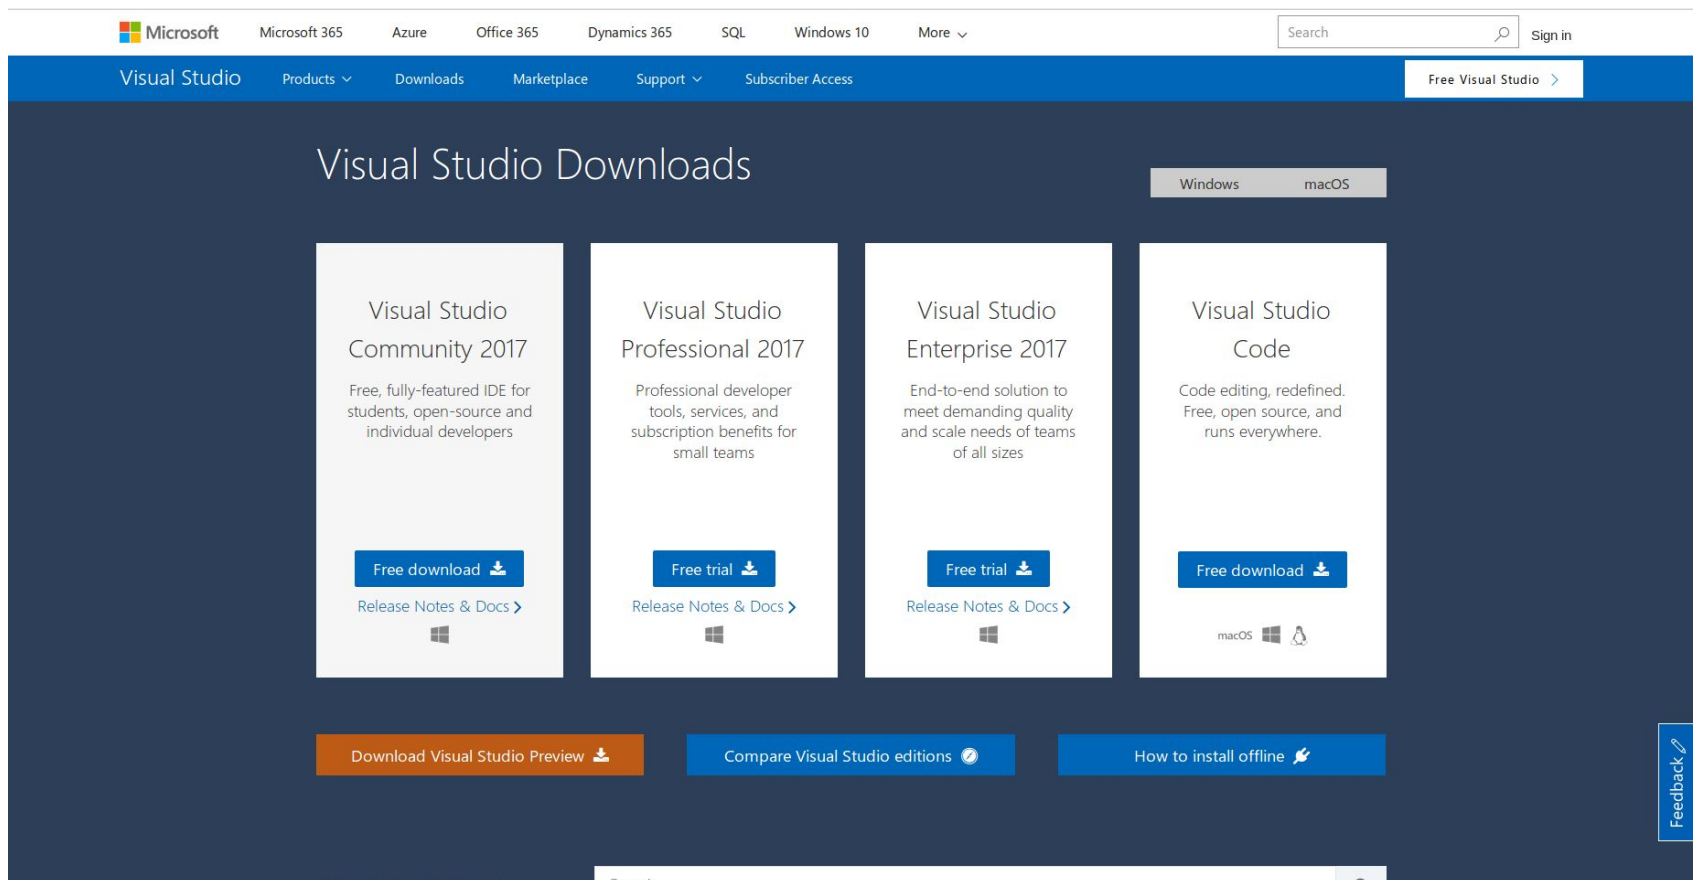 Microsoft Microsoft 365 Azure Office 365 Dynamics 365 SQL Windows 10 More Search Sign in
Visual Studio Products Downloads Marketplace Support Subscriber Access Free Visual Studio
Visual Studio Downloads
Windows macOS
Visual Studio
Community 2017
Free, fully-featured IDE for
students, open-source and
individual developers
Free download
Release Notes & Docs
Visual Studio
Professional 2017
Professional developer
tools, services, and
subscription benefits for
small teams
Free trial
Release Notes & Docs
Visual Studio
Enterprise 2017
End-to-end solution to
meet demanding quality
and scale needs of teams
of all sizes
Free trial
Release Notes & Docs
Visual Studio
Code
Code editing, redefined.
Free, open source, and
runs everywhere.
Free download
macOS
Download Visual Studio Preview
Compare Visual Studio editions
How to install offline
Feedback